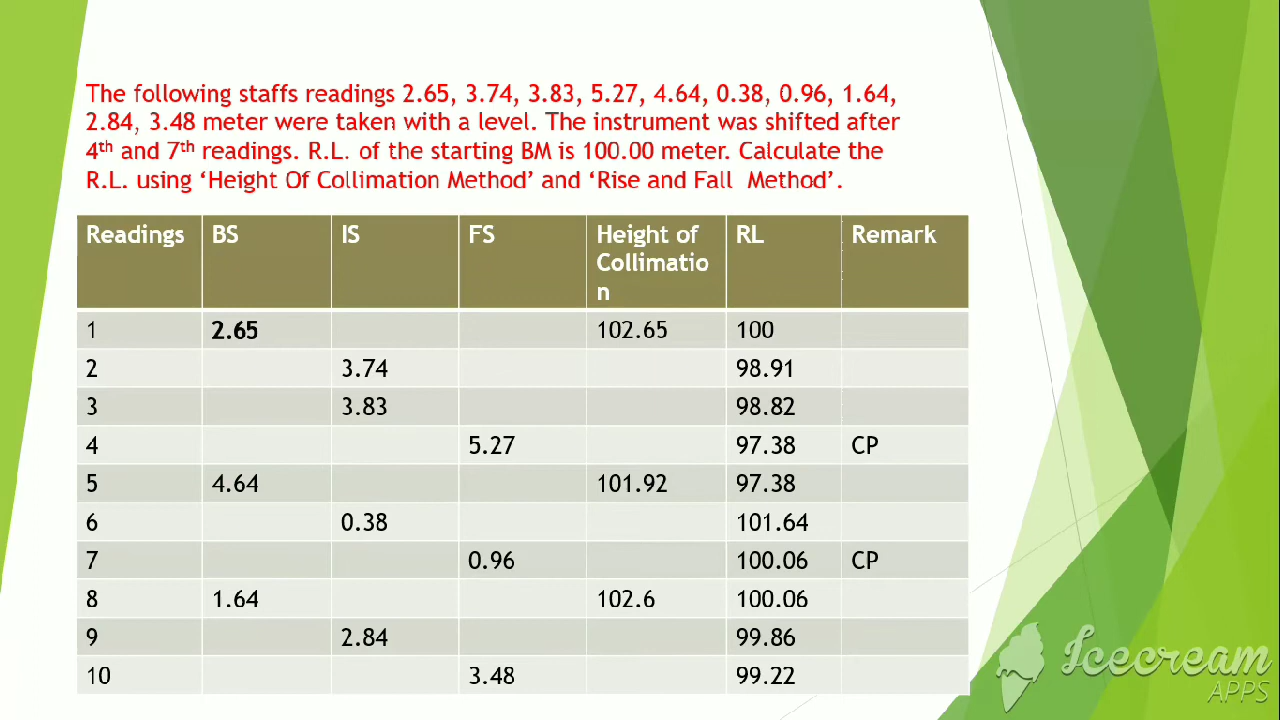 The following staffs readings 2.65, 3.74, 3.83, 5.27, 4.64, 0.38, 0.96, 1.64,
2.84, 3.48 meter were taken with a level. The instrument was shifted after
4th and 7th readings. R.L. of the starting BM is 100.00 meter. Calculate the
R.L. using ‘Height Of Collimation Method’ and ‘Rise and Fall Method’.
Readings BS IS FS Height of Collimatio n RL Remark
1 2.65 102.65 100
2 3.74 98.91
3 3.83 98.82
4 5.27 97.38 CP
5 4.64 101.92 97.38
6 0.38 101.64
7 0.96 100.06 CP
8 1.64 102.6 100.06
9 2.84 99.86
10 3.48 99.22
Icecream
APPS